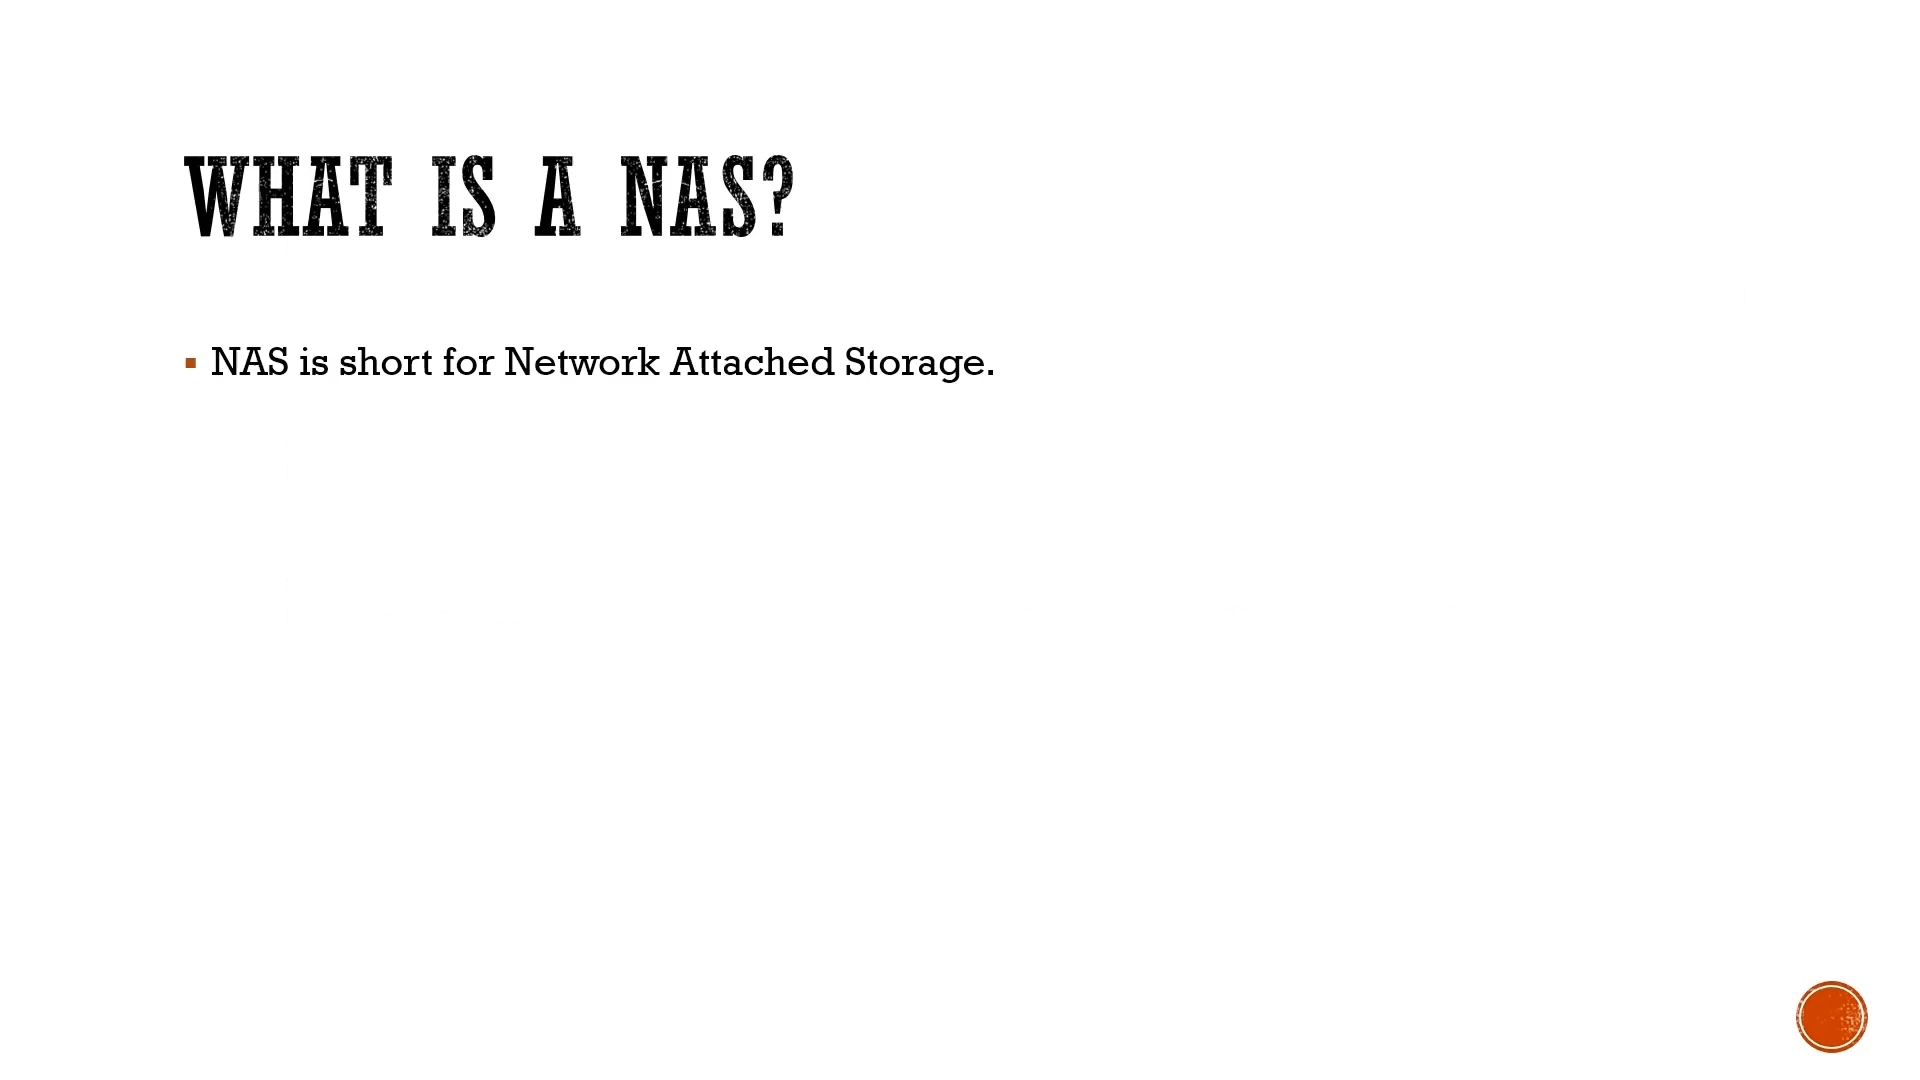 WHAT IS A NAS?
▪ NAS is short for Network Attached Storage.